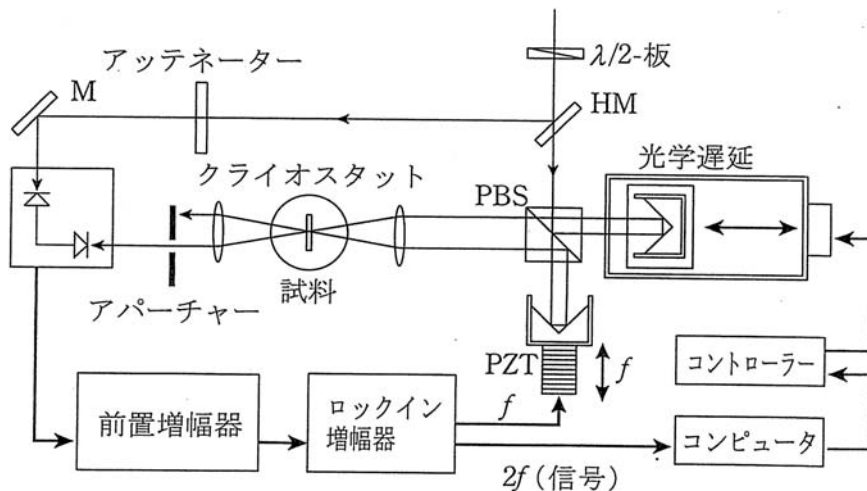 λ/2-板
アッテネーター
M
HM
光学遅延
クライオスタット
PBS
試料
アパーチャー
PZT
f
コントローラー
前置増幅器
ロックイン
増幅器
f
コンピュータ
2f(信号)